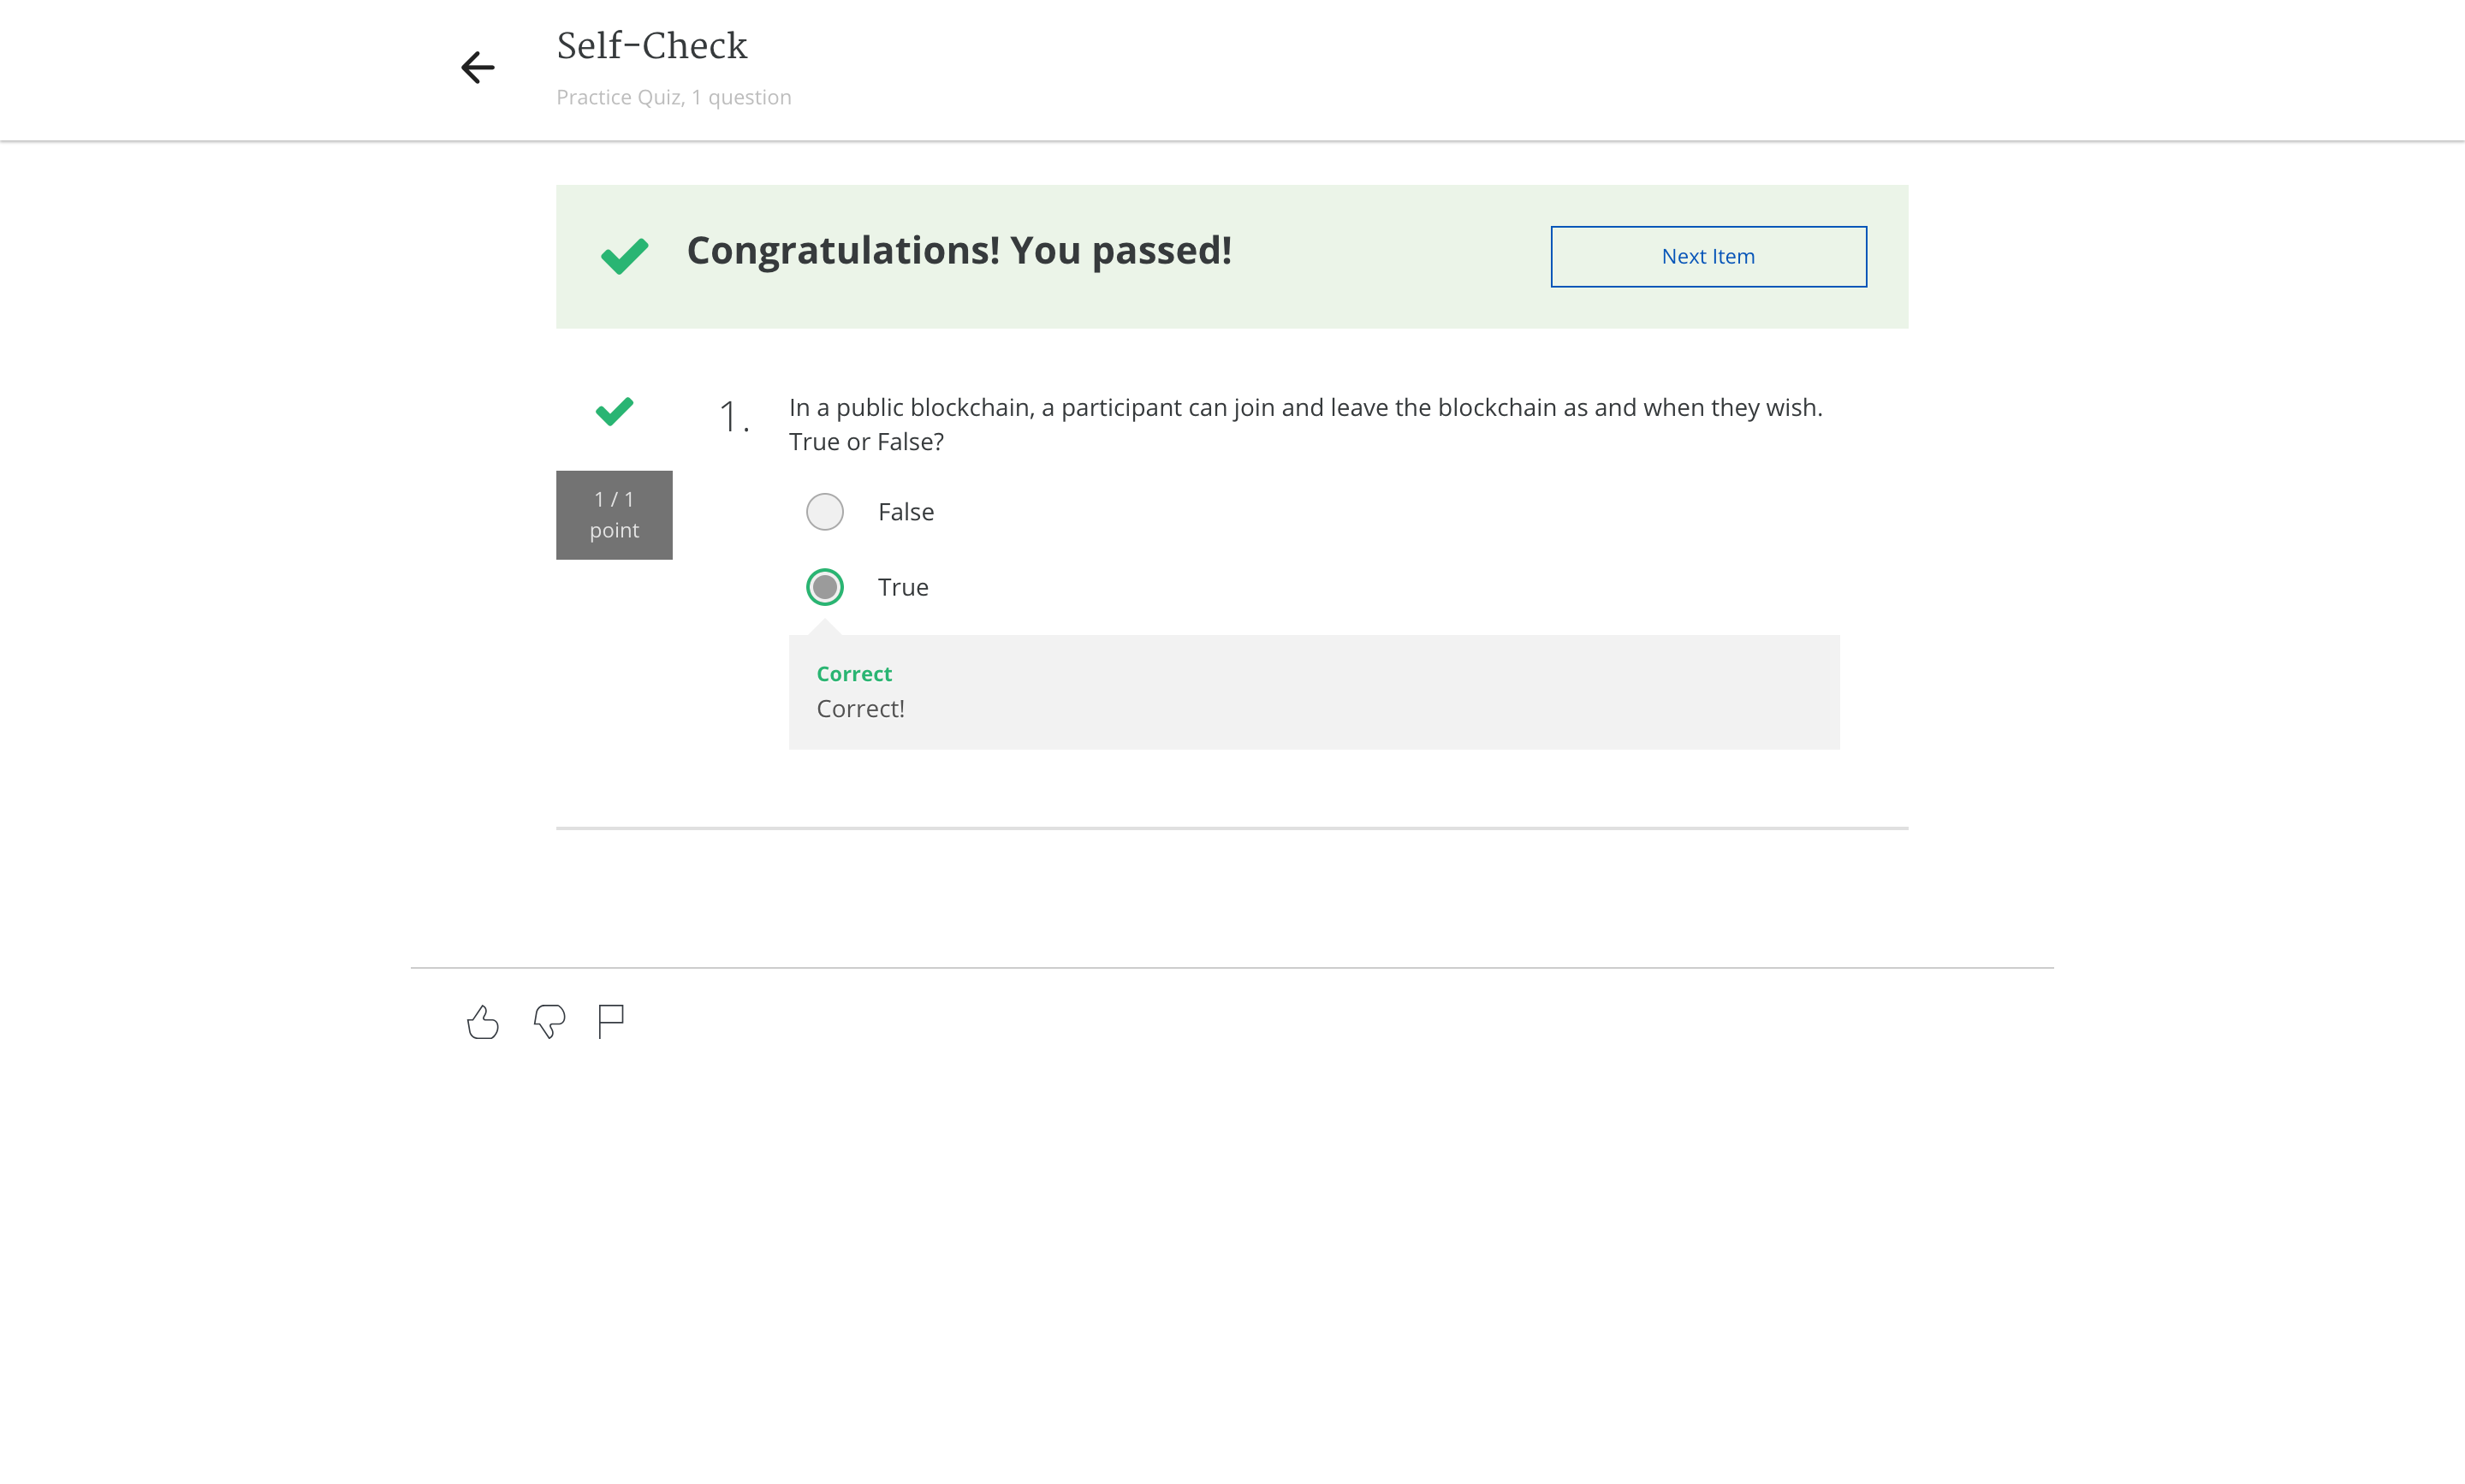 Self-Check
Practice Quiz, 1 question
Congratulations! You passed!
Next Item
1 / 1
point
1.
In a public blockchain, a participant can join and leave the blockchain as and when they wish.
True or False?
False
True
Correct
Correct!